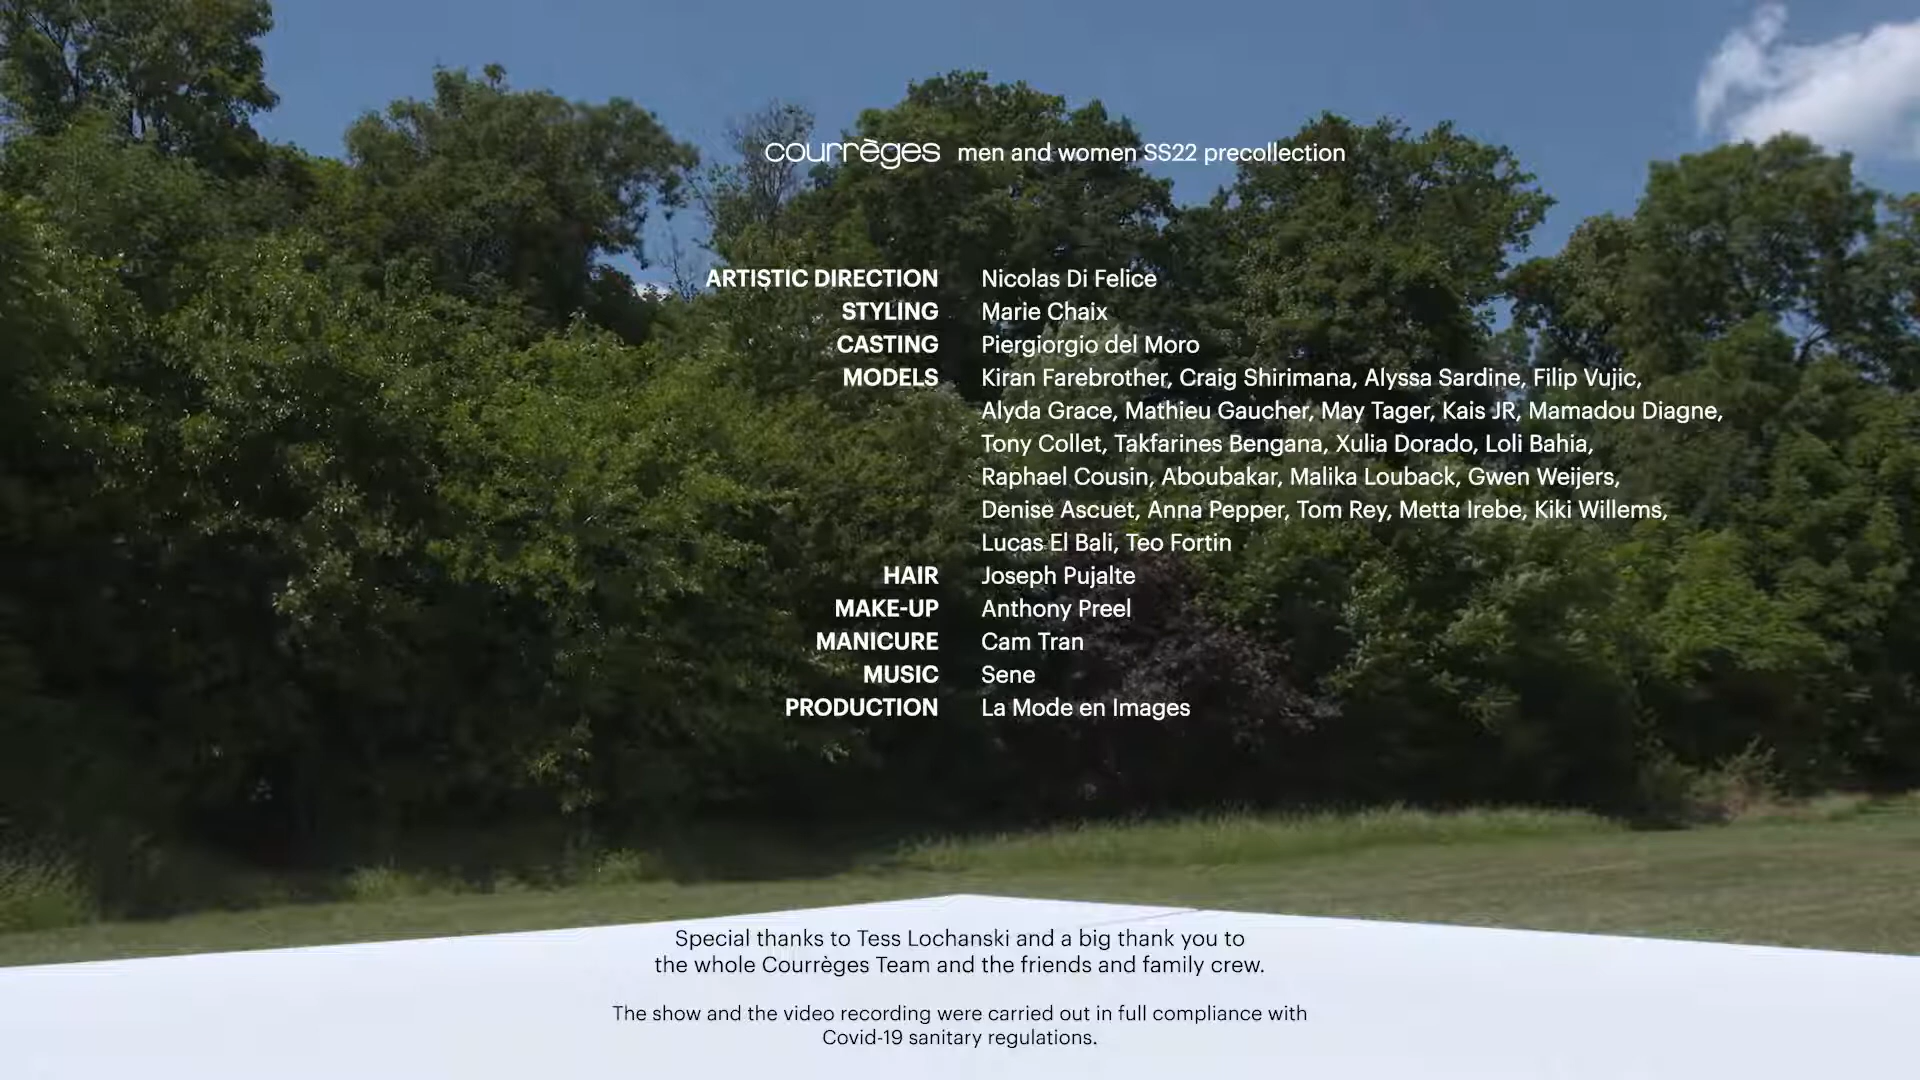 courrèges men and women SS22 precollection
ARTISTIC DIRECTION Nicolas Di Felice
STYLING Marie Chaix
CASTING Piergiorgio del Moro
MODELS Kiran Farebrother, Craig Shirimana, Alyssa Sardine, Filip Vujic,
Alyda Grace, Mathieu Gaucher, May Tager, Kais JR, Mamadou Diagne,
Tony Collet, Takfarines Bengana, Xulia Dorado, Loli Bahia,
Raphael Cousin, Aboubakar, Malika Louback, Gwen Weijers,
Denise Ascuet, Anna Pepper, Tom Rey, Metta Irebe, Kiki Willems,
Lucas El Bali, Teo Fortin
HAIR Joseph Pujalte
MAKE-UP Anthony Preel
MANICURE Cam Tran
MUSIC Sene
PRODUCTION La Mode en Images
Special thanks to Tess Lochanski and a big thank you to
the whole Courrèges Team and the friends and family crew.
The show and the video recording were carried out in full compliance with
Covid-19 sanitary regulations.